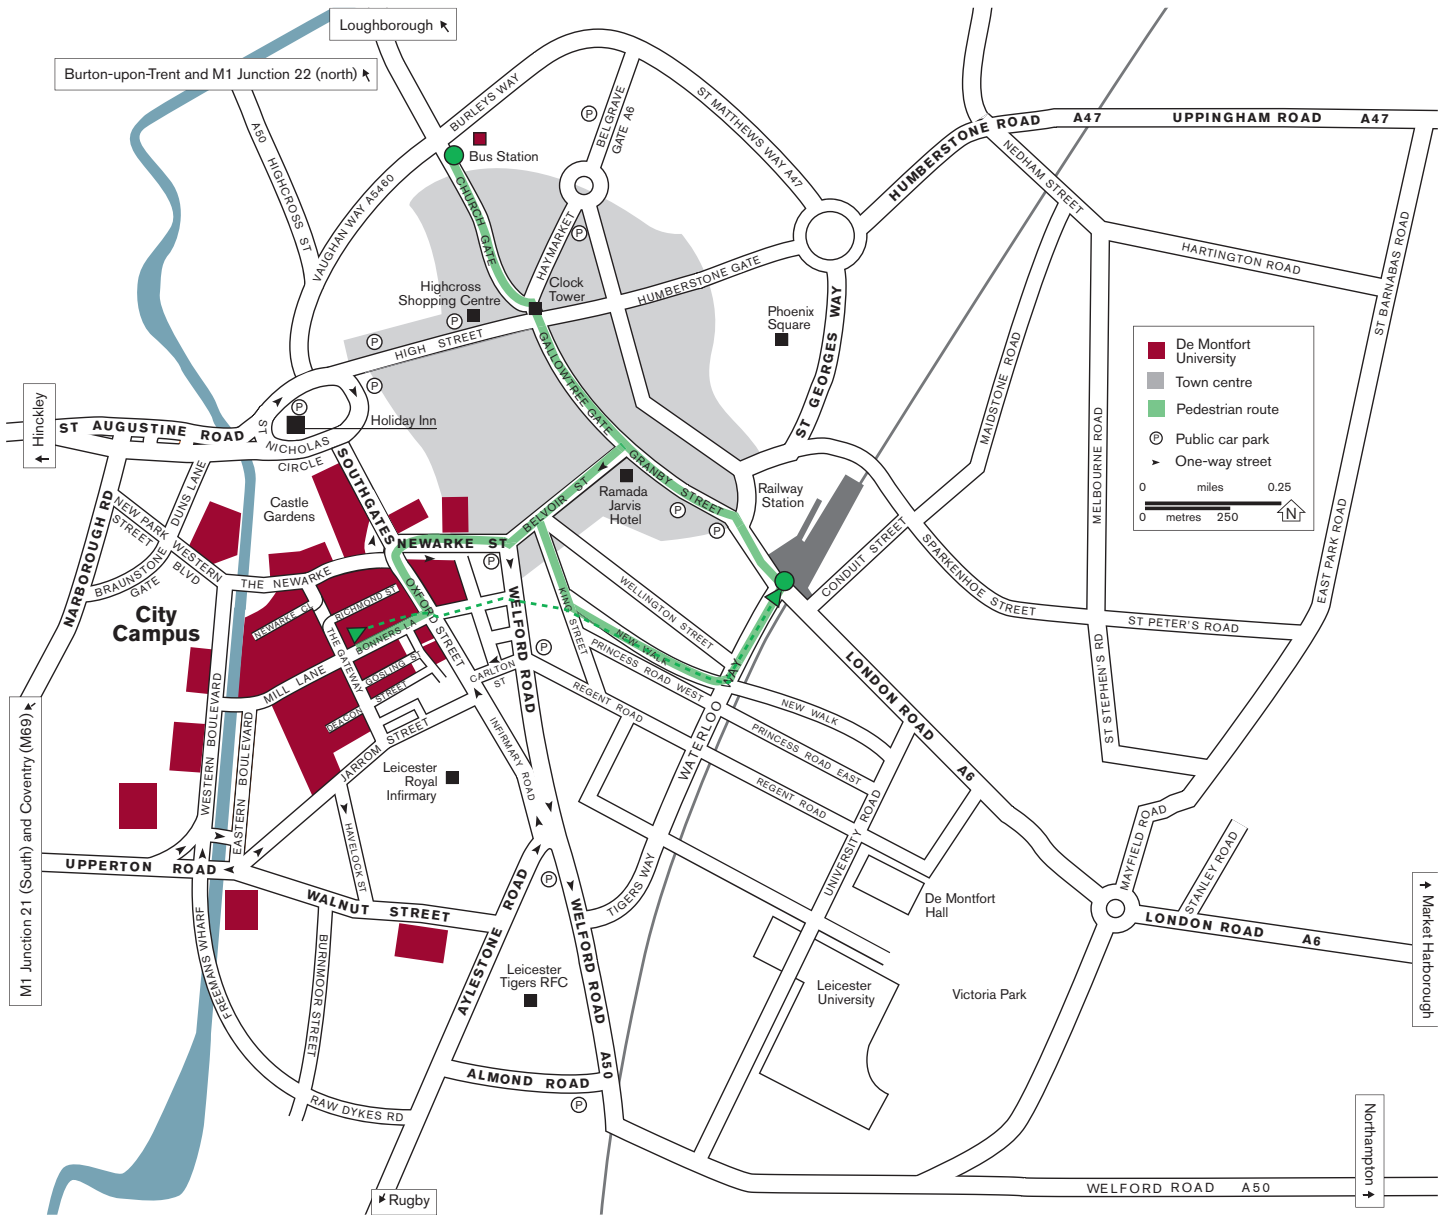 Loughborough
Burton-upon-Trent and M1 Junction 22 (north)
BURLEYS WAY
BELGRAVE
GATE A6
ST MATTHEWS WAY A47
HUMBERSTONE ROAD
A47
UPPINGHAM ROAD
A47
A50 HIGHCROSS ST
VAUGHAN WAY A5460
Bus Station
CHURCH GATE
HAYMARKET
NEDHAM STREET
HARTINGTON ROAD
ST BARNABAS ROAD
Highcross
Shopping Centre
Clock
Tower
HUMBERSTONE GATE
Phoenix
Square
ST GEORGES WAY
HIGH STREET
GALLOWTREE GATE
MAIDSTONE ROAD
MELBOURNE ROAD
De Montfort
University
Town centre
Pedestrian route
P
Public car park
One-way street
0
miles
0.25
0
metres
250
N
Hinckley
ST AUGUSTINE ROAD
ST
NICHOLAS
CIRCLE
Holiday Inn
SOUTHGATES
Castle
Gardens
DUNS LANE
NEW PARK
STREET
WESTERN
BLVD
BRAUNSTONE
GATE
NARBOROUGH RD
City
Campus
THE NEWARKE
NEWARKE ST
BELVOIR ST
GRANBY STREET
Ramada
Jarvis
Hotel
Railway
Station
CONDUIT STREET
SPARKENHOE STREET
ST PETER'S ROAD
EAST PARK ROAD
ST STEPHEN'S RD
NEWARKE CL
RICHMOND ST
OXFORD STREET
BONNERS LA
THE GATEWAY
GOSLING ST
DEACON STREET
MILL LANE
JARROM STREET
CARLTON
ST
WELFORD ROAD
KING STREET
WELLINGTON STREET
NEW WALK
PRINCESS ROAD WEST
REGENT ROAD
WATERLOO WAY
NEW WALK
PRINCESS ROAD EAST
REGENT ROAD
LONDON ROAD
A6
UNIVERSITY ROAD
M1 Junction 21 (South) and Coventry (M69)
WESTERN BOULEVARD
EASTERN BOULEVARD
INFIRMARY ROAD
Leicester
Royal
Infirmary
HAVELOCK ST
UPPERTON ROAD
WALNUT STREET
AYLESTONE ROAD
TIGERS WAY
WELFORD ROAD
A50
De Montfort
Hall
MAYFIELD ROAD
STANLEY ROAD
LONDON ROAD
A6
Market Harborough
FREEMANS WHARF
BURNMOOR STREET
Leicester
Tigers RFC
Leicester
University
Victoria Park
ALMOND ROAD
RAW DYKES RD
Rugby
Northampton
WELFORD ROAD A50